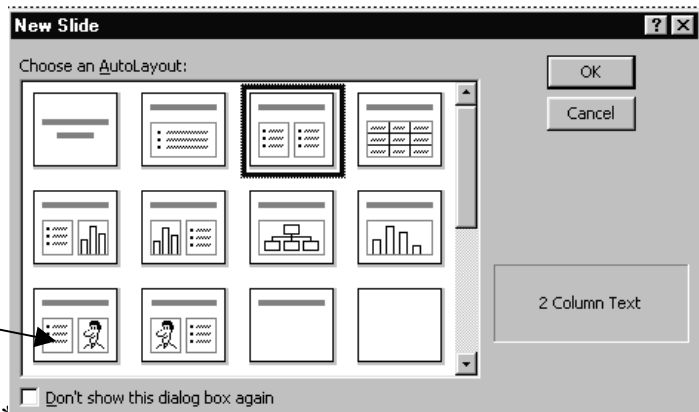 New Slide
Choose an AutoLayout:
OK
Cancel
2 Column Text
Don't show this dialog box again